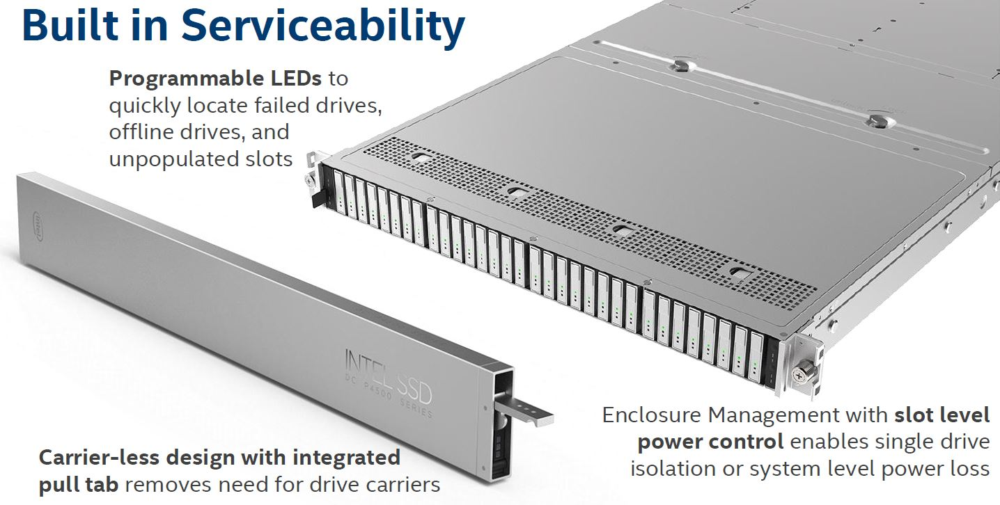 Built in Serviceability
Programmable LEDs to
quickly locate failed drives,
offline drives, and
unpopulated slots
intel
INTEL SSD
DC P4500 SERIES
Carrier-less design with integrated
pull tab removes need for drive carriers
Enclosure Management with slot level
power control enables single drive
isolation or system level power loss